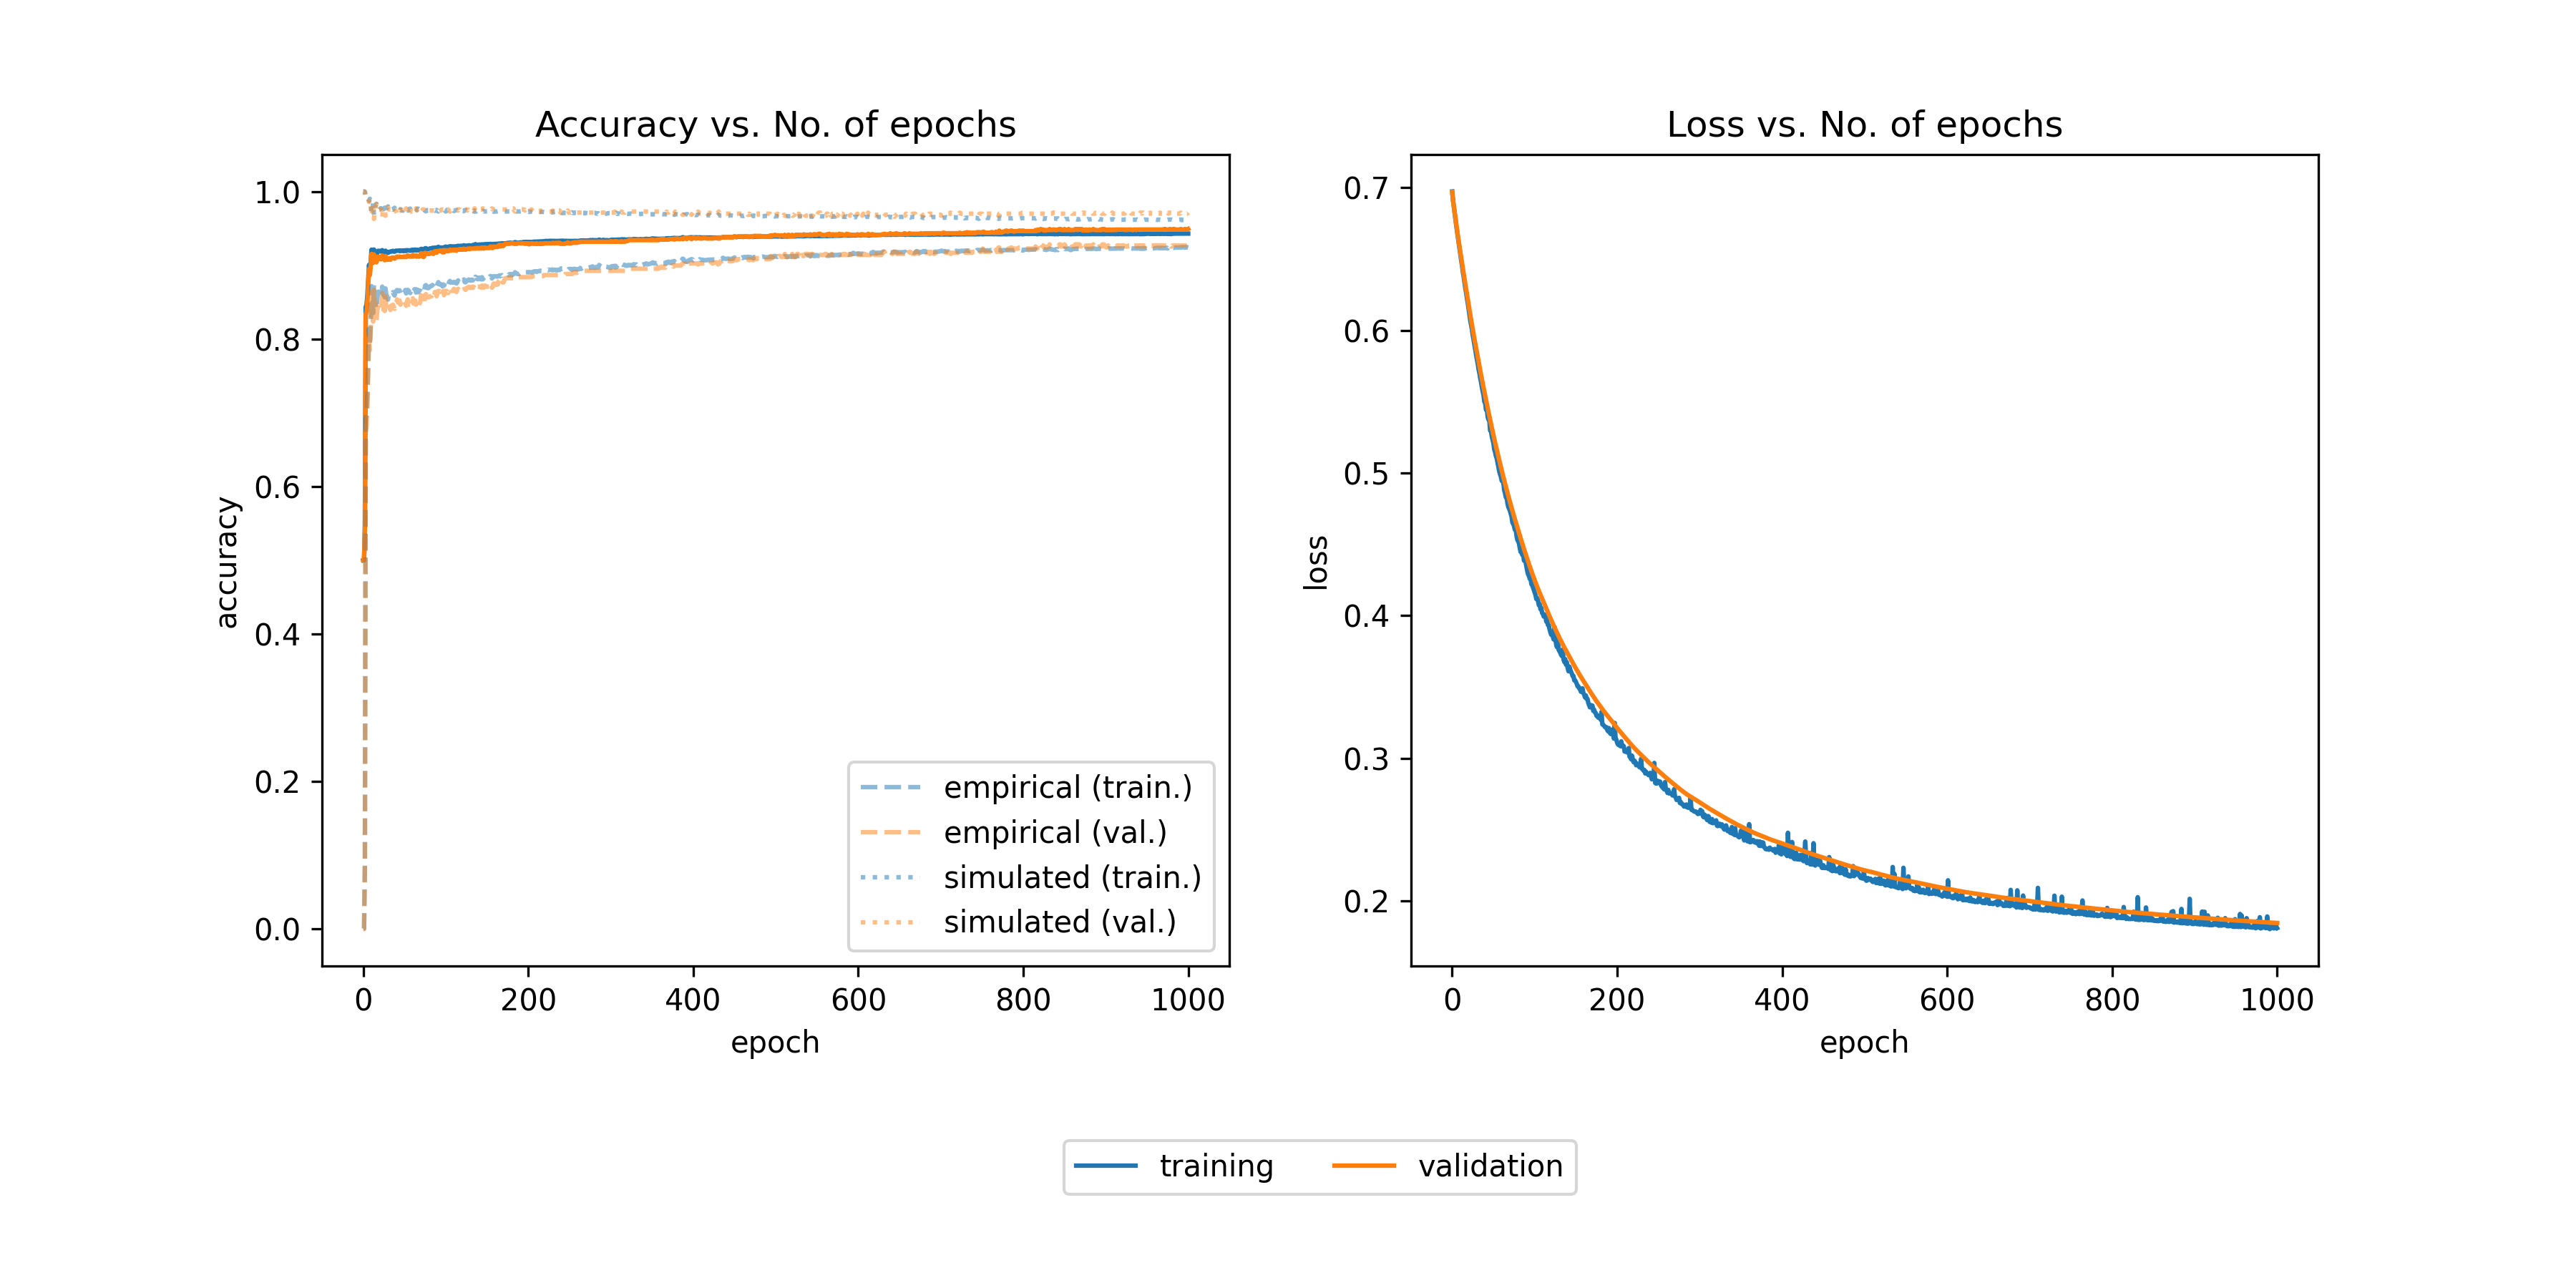 Accuracy vs. No. of epochs
1.0
0.8
0.6
0.4
0.2
0.0
accuracy
0 200 400 600 800 1000
epoch
empirical (train.)
empirical (val.)
simulated (train.)
simulated (val.)
Loss vs. No. of epochs
0.7
0.6
0.5
0.4
0.3
0.2
loss
0 200 400 600 800 1000
epoch
training validation